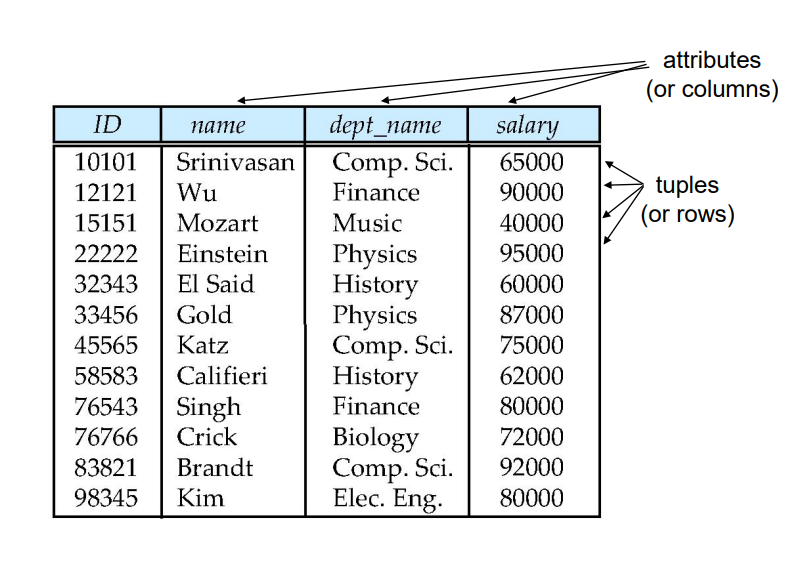 attributes
(or columns)
ID name dept_name salary
10101 Srinivasan Comp. Sci. 65000
12121 Wu Finance 90000
15151 Mozart Music 40000
22222 Einstein Physics 95000
32343 El Said History 60000
33456 Gold Physics 87000
45565 Katz Comp. Sci. 75000
58583 Califieri History 62000
76543 Singh Finance 80000
76766 Crick Biology 72000
83821 Brandt Comp. Sci. 92000
98345 Kim Elec. Eng. 80000
tuples
(or rows)